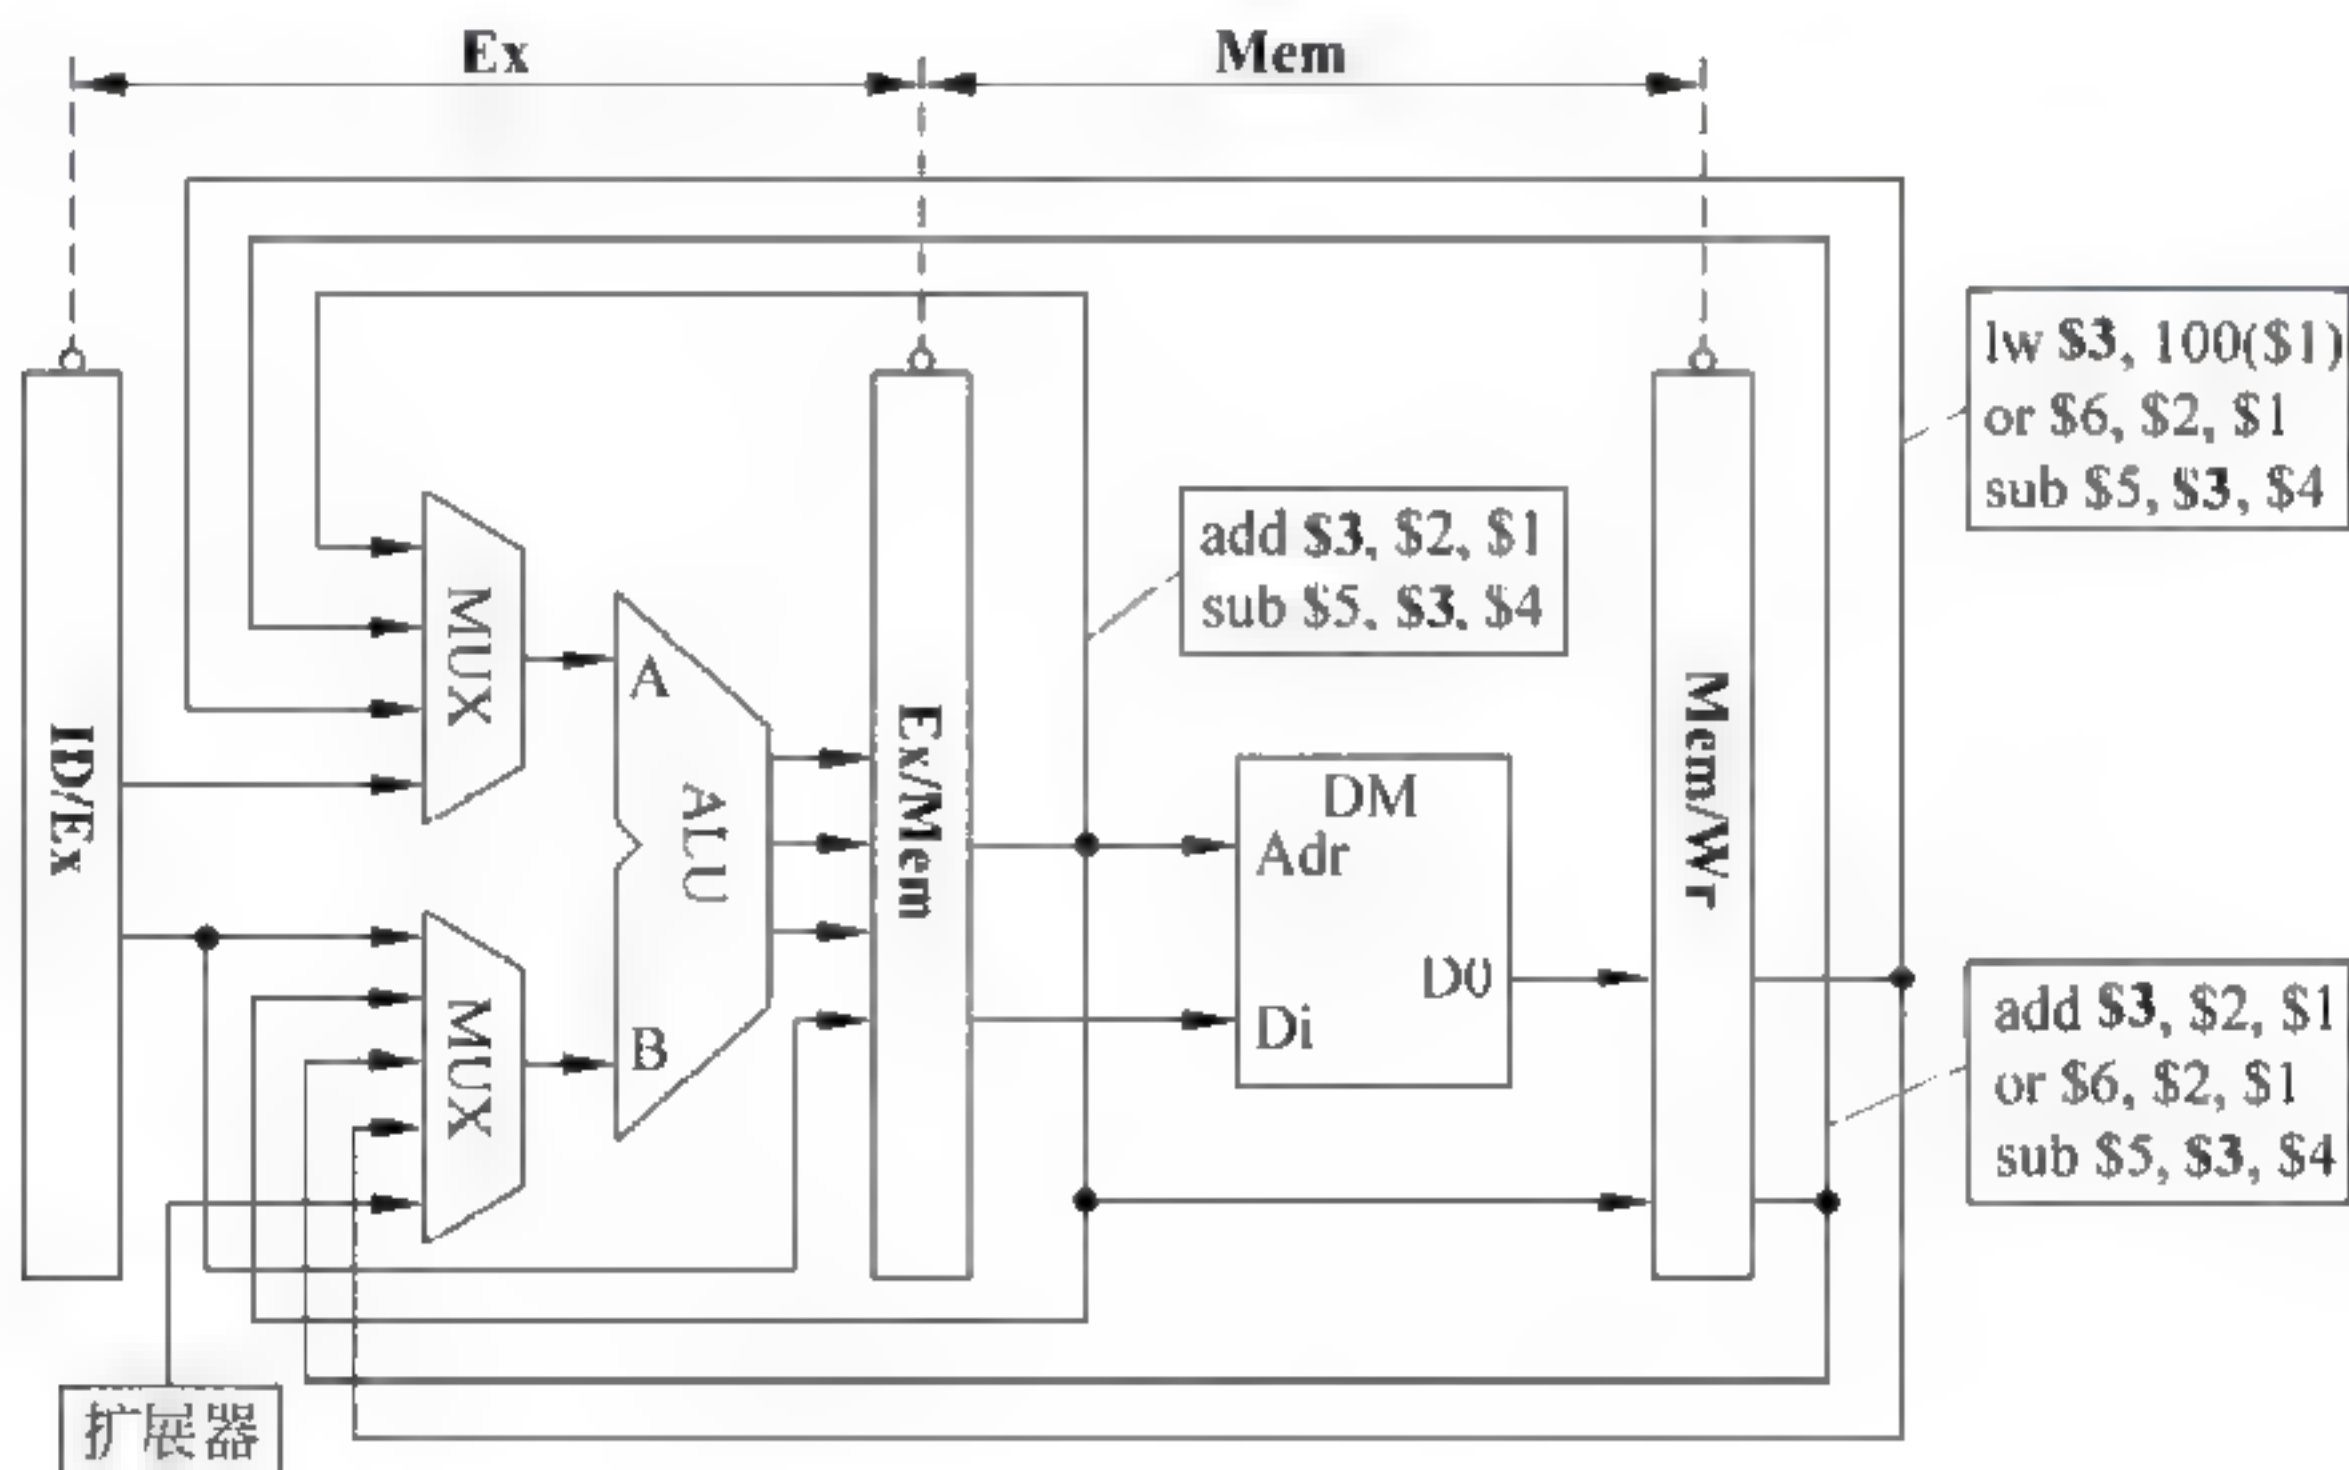 Ex
Mem
lw $3, 100($1)
or $6, $2, $1
sub $5, $3, $4
add $3, $2, $1
sub $5, $3, $4
MUX
A
ALU
B
MUX
ID/Ex
Ex/Mem
DM
Adr
D0
Di
Mem/Wr
add $3, $2, $1
or $6, $2, $1
sub $5, $3, $4
扩展器